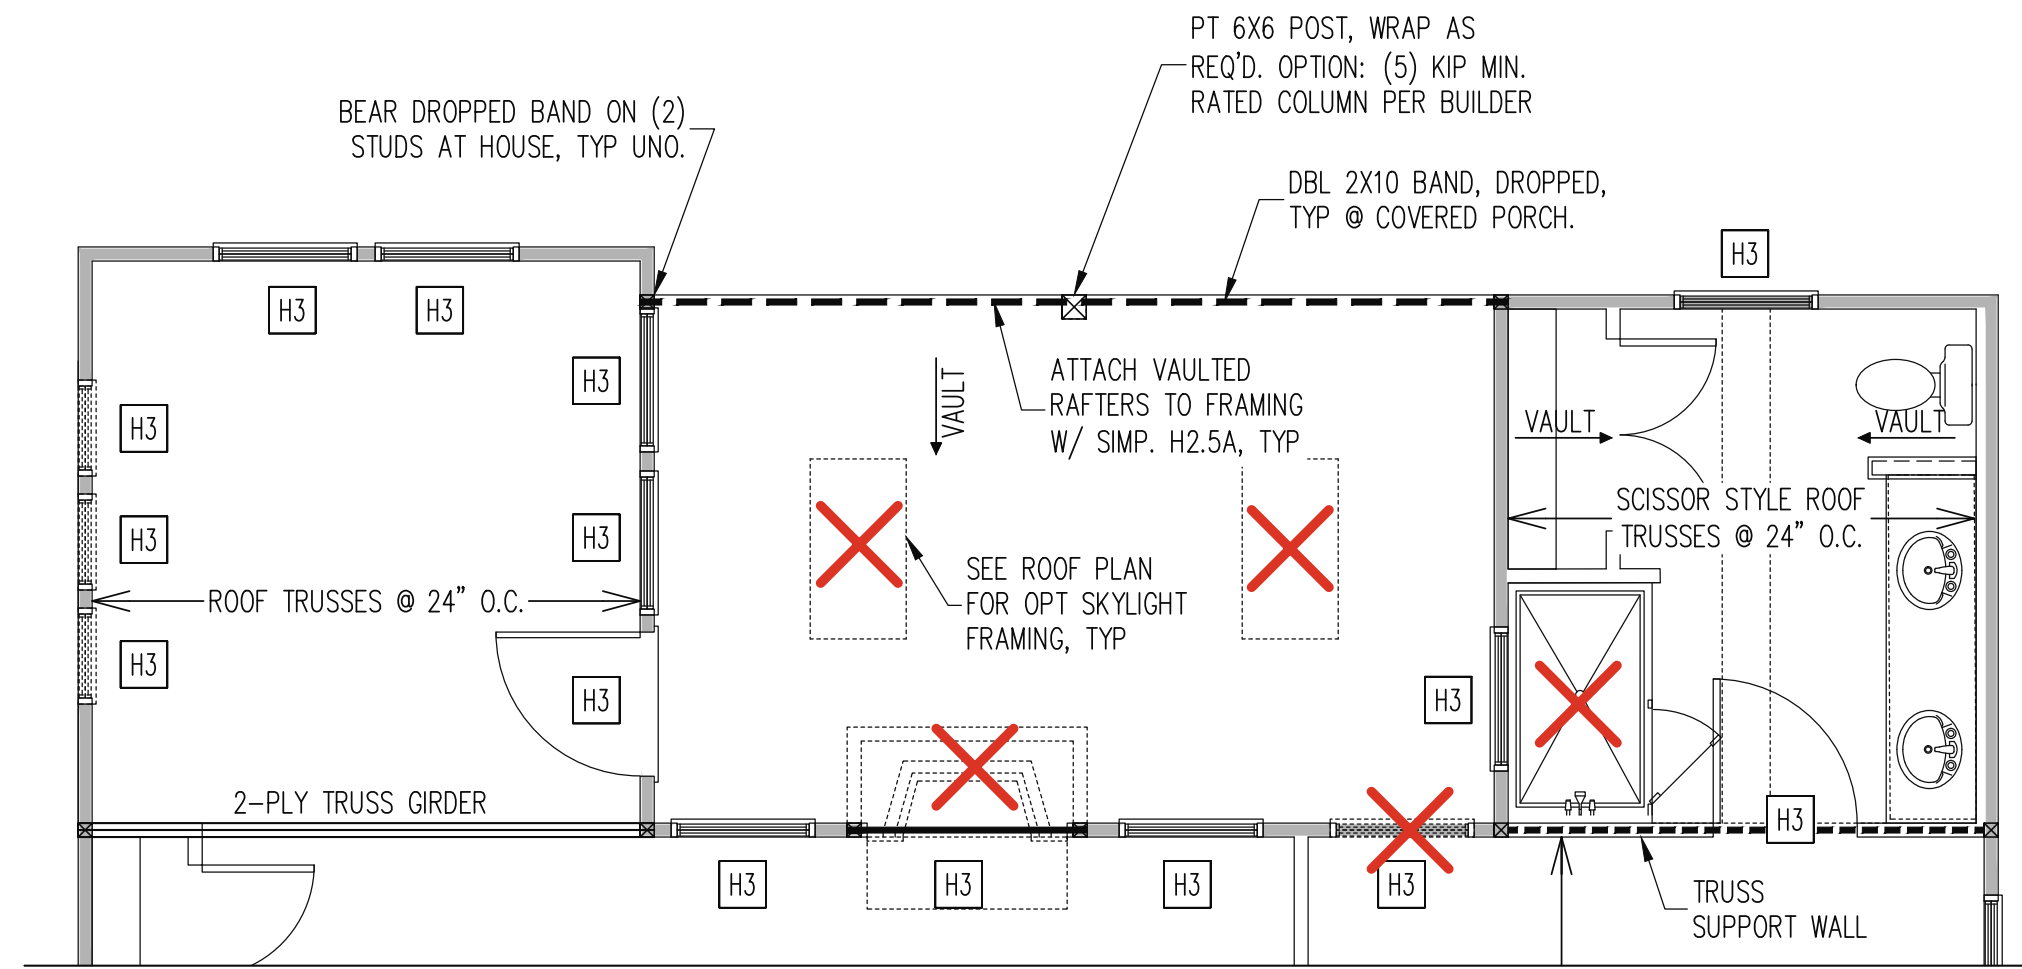 PT 6X6 POST, WRAP AS
REQ'D. OPTION: (5) KIP MIN.
RATED COLUMN PER BUILDER
BEAR DROPPED BAND ON (2)
STUDS AT HOUSE, TYP UNO.
DBL 2X10 BAND, DROPPED,
TYP @ COVERED PORCH.
H3
H3
H3
H3
H3
H3
H3
H3
H3
ROOF TRUSSES @ 24" O.C.
2-PLY TRUSS GIRDER
VAULT
ATTACH VAULTED
RAFTERS TO FRAMING
W/ SIMP. H2.5A, TYP
SEE ROOF PLAN
FOR OPT SKYLIGHT
FRAMING, TYP
VAULT
VAULT
SCISSOR STYLE ROOF
TRUSSES @ 24" O.C.
H3
H3
H3
H3
H3
H3
TRUSS
SUPPORT WALL